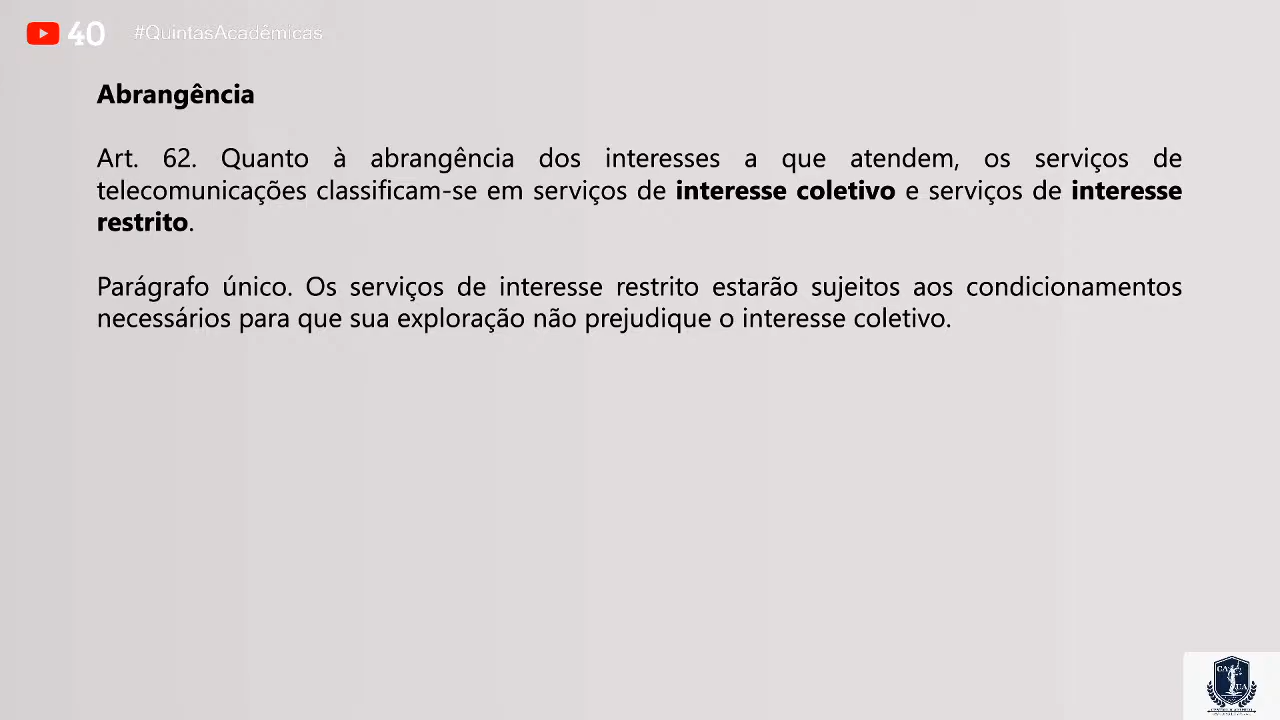 40 #QuintasAcadêmicas
Abrangência
Art. 62. Quanto à abrangência dos interesses a que atendem, os serviços de
telecomunicações classificam-se em serviços de interesse coletivo e serviços de interesse
restrito.
Parágrafo único. Os serviços de interesse restrito estarão sujeitos aos condicionamentos
necessários para que sua exploração não prejudique o interesse coletivo.